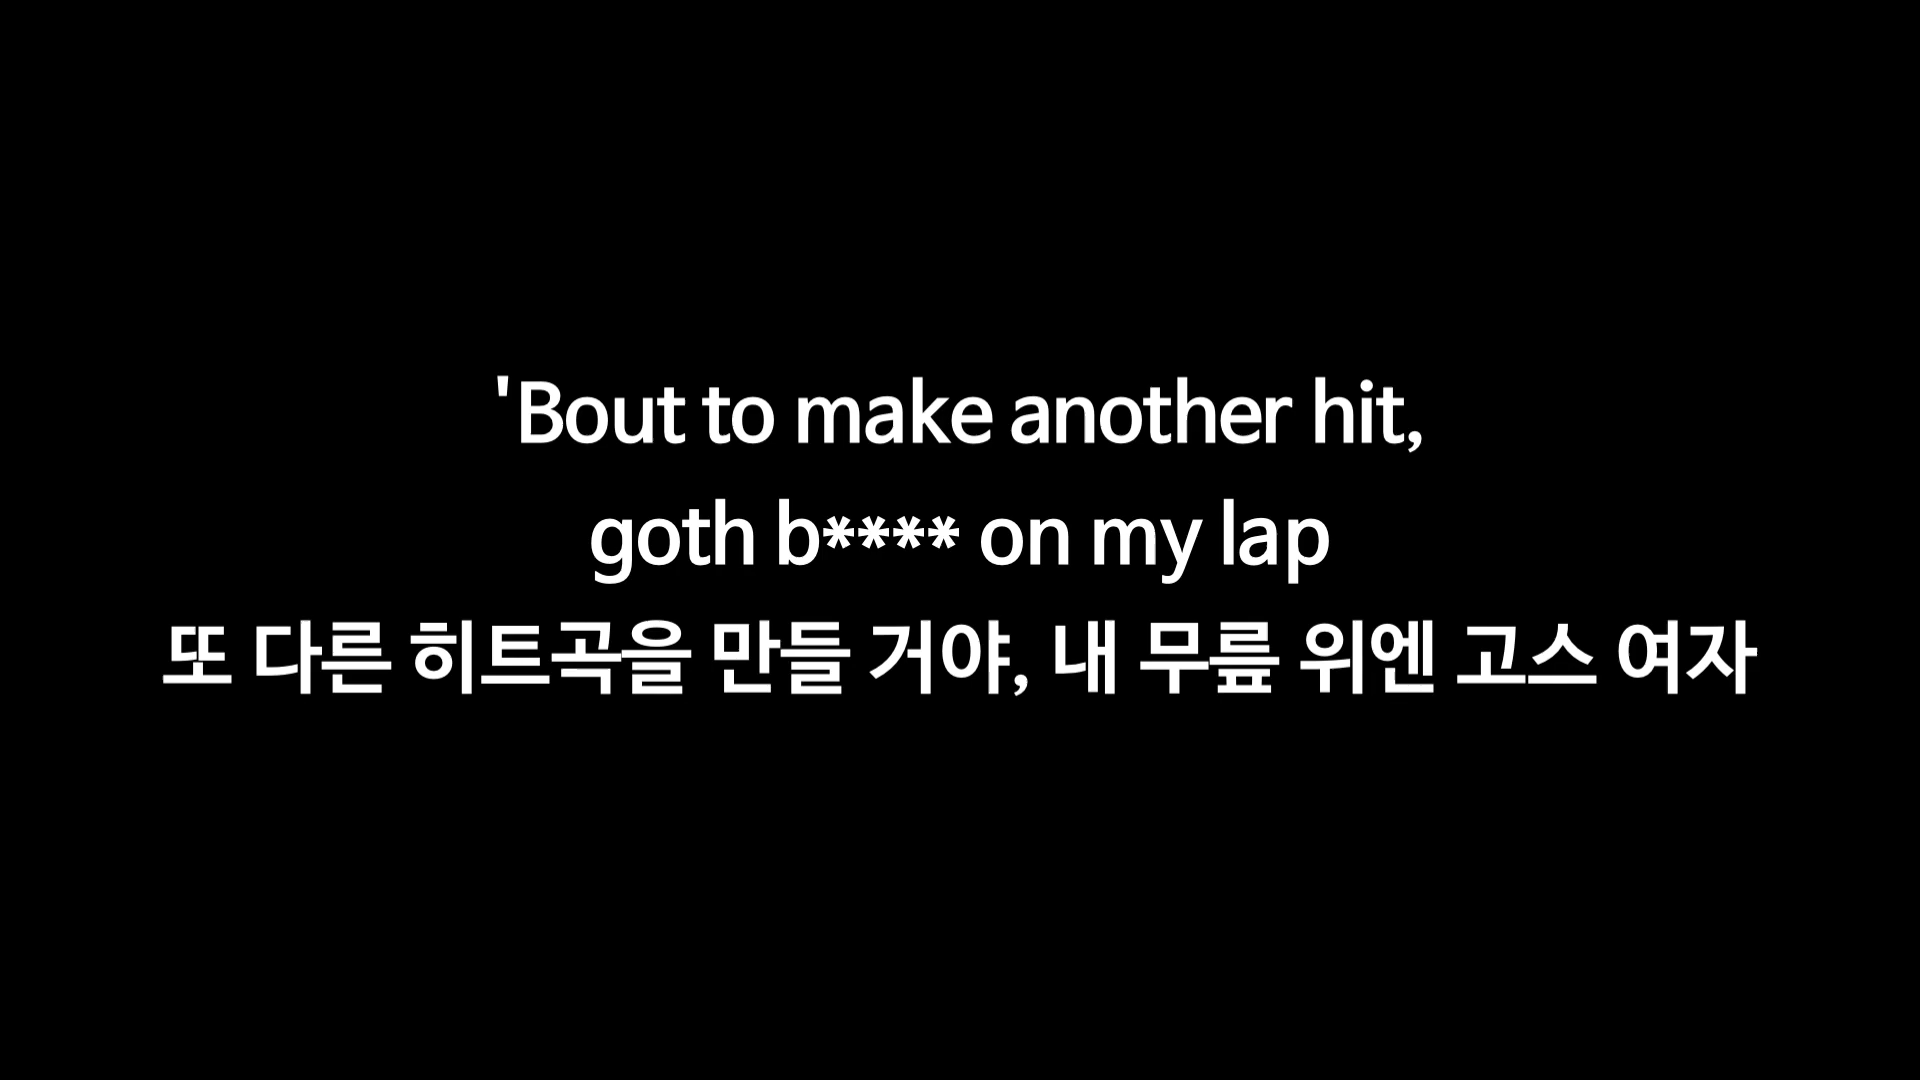 'Bout to make another hit,
goth b**** on my lap
또 다른 히트곡을 만들 거야, 내 무릎 위엔 고스 여자